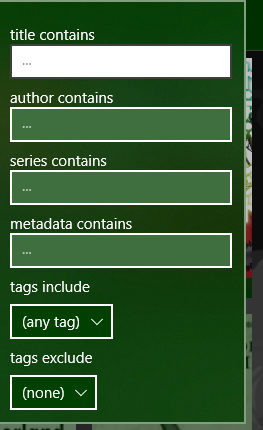 title contains
...
author contains
...
series contains
...
metadata contains
...
tags include
(any tag)
tags exclude
(none)